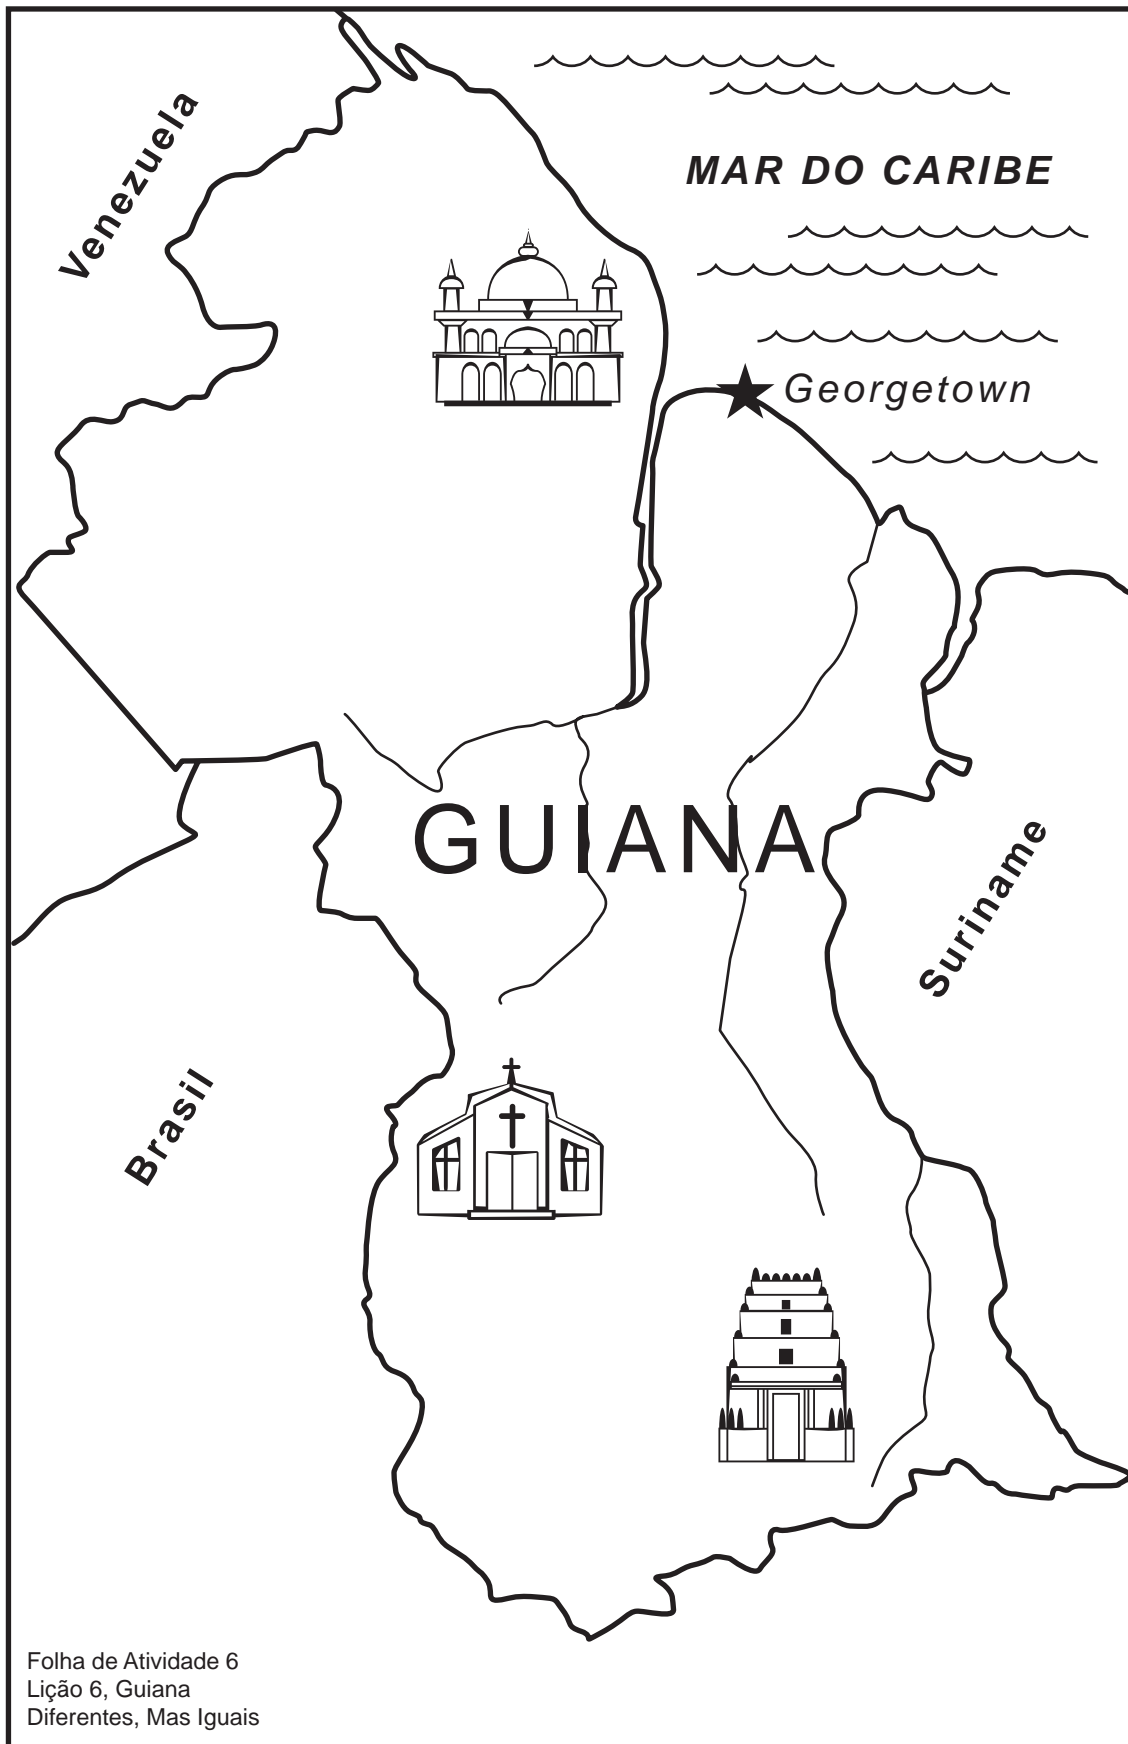 Venezuela
MAR DO CARIBE
Georgetown
GUIANA
Suriname
Brasil
Folha de Atividade 6
Lição 6, Guiana
Diferentes, Mas Iguais